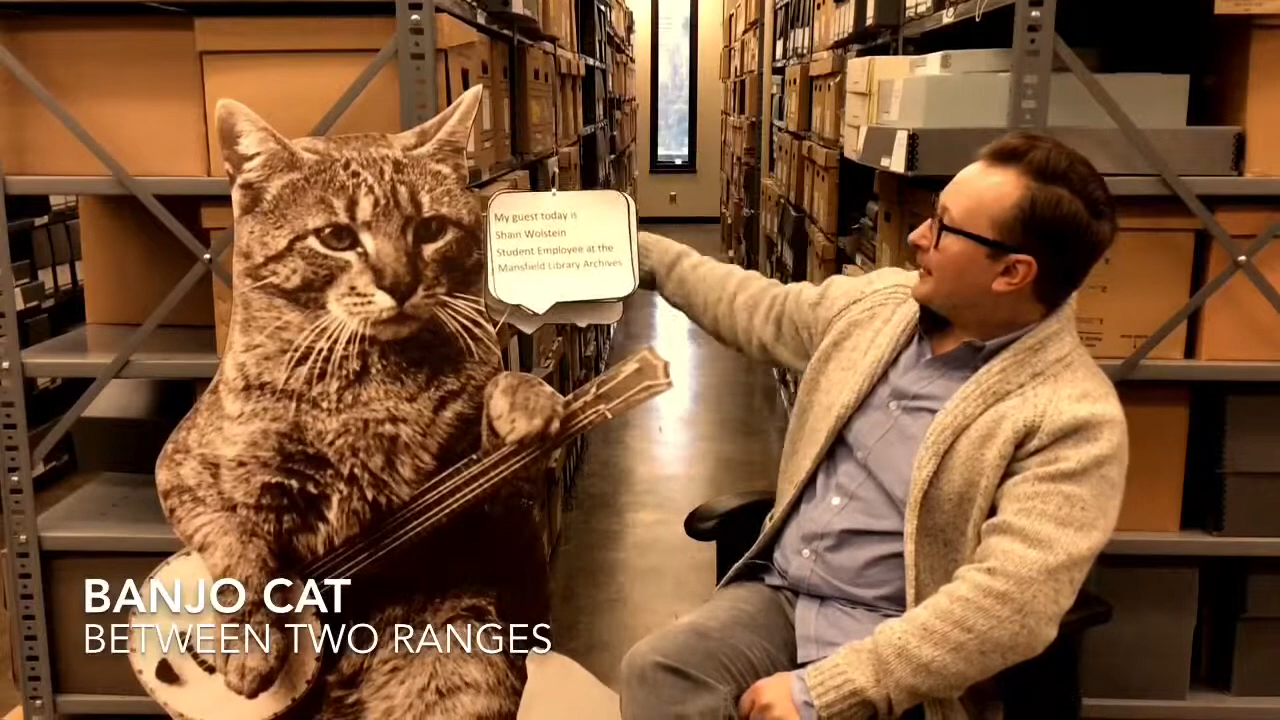 My guest today is
Shain Wolstein
Student Employee at the
Mansfield Library Archives
BANJO CAT
BETWEEN TWO RANGES